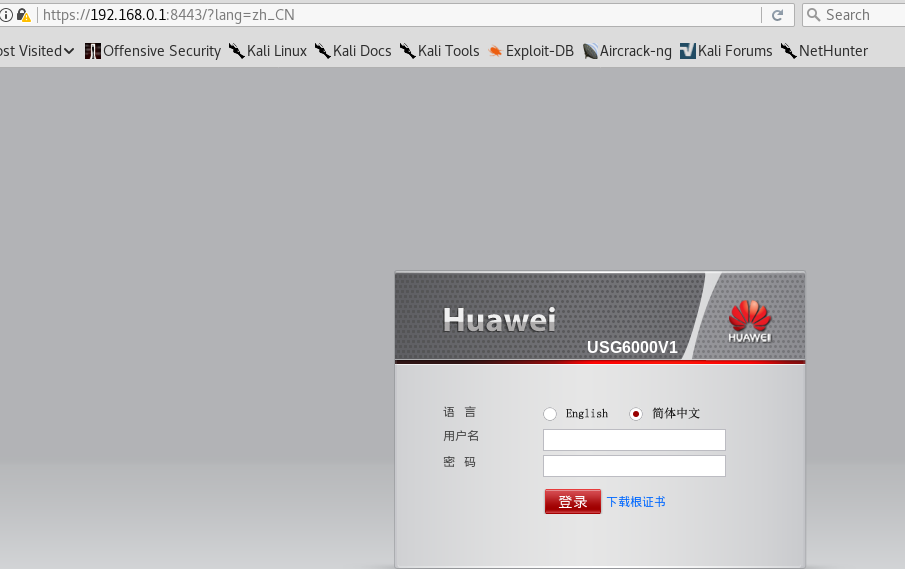 https://192.168.0.1:8443/?lang=zh_CN Search
ost Visited Offensive Security Kali Linux Kali Docs Kali Tools Exploit-DB Aircrack-ng Kali Forums NetHunter
Huawei
HUAWEI
USG6000V1
语 言 English 简体中文
用户名
密 码
登录 下载根证书